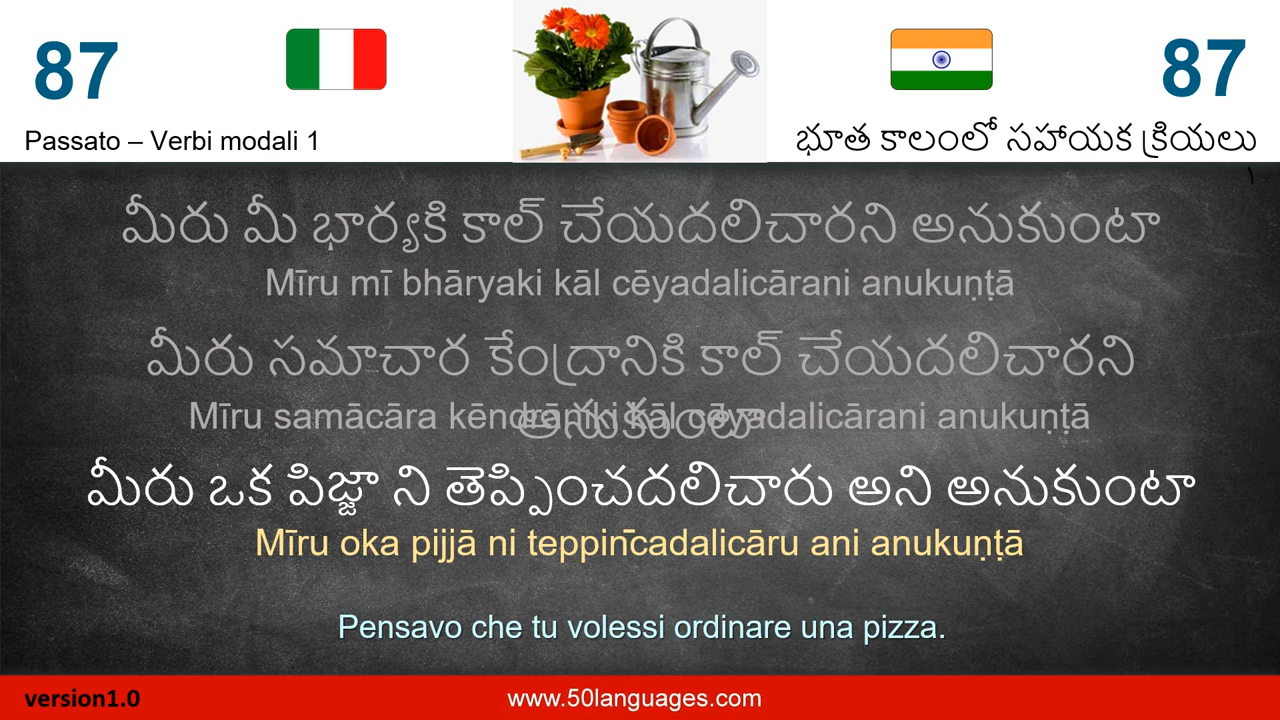 87
87
Passato – Verbi modali 1
భూత కాలంలో సహాయక క్రియలు
మీరు మీ భార్యకి కాల్ చేయదలిచారని అనుకుంటా
Mīru mī bhāryaki kāl cēyadalicārani anukuṇṭā
మీరు సమాచార కేంద్రానికి కాల్ చేయదలిచారని
అనుకుంటా
Mīru samācāra kēndrāniki kāl cēyadalicārani anukuṇṭā
మీరు ఒక పిజ్జా ని తెప్పించదలిచారు అని అనుకుంటా
Mīru oka pijjā ni teppin̄cadalicāru ani anukuṇṭā
Pensavo che tu volessi ordinare una pizza.
version1.0
www.50languages.com